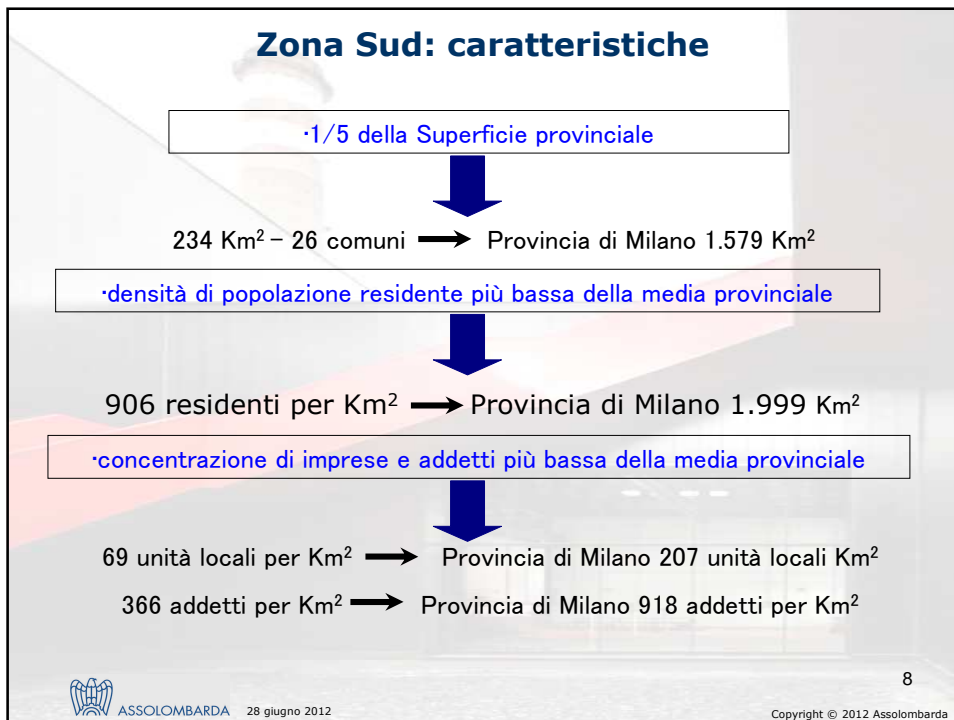 Zona Sud: caratteristiche
·1/5 della Superficie provinciale
234 Km² – 26 comuni → Provincia di Milano 1.579 Km²
·densità di popolazione residente più bassa della media provinciale
906 residenti per Km² → Provincia di Milano 1.999 Km²
·concentrazione di imprese e addetti più bassa della media provinciale
69 unità locali per Km² → Provincia di Milano 207 unità locali Km²
366 addetti per Km² → Provincia di Milano 918 addetti per Km²
8
ASSOLOMBARDA 28 giugno 2012
Copyright © 2012 Assolombarda